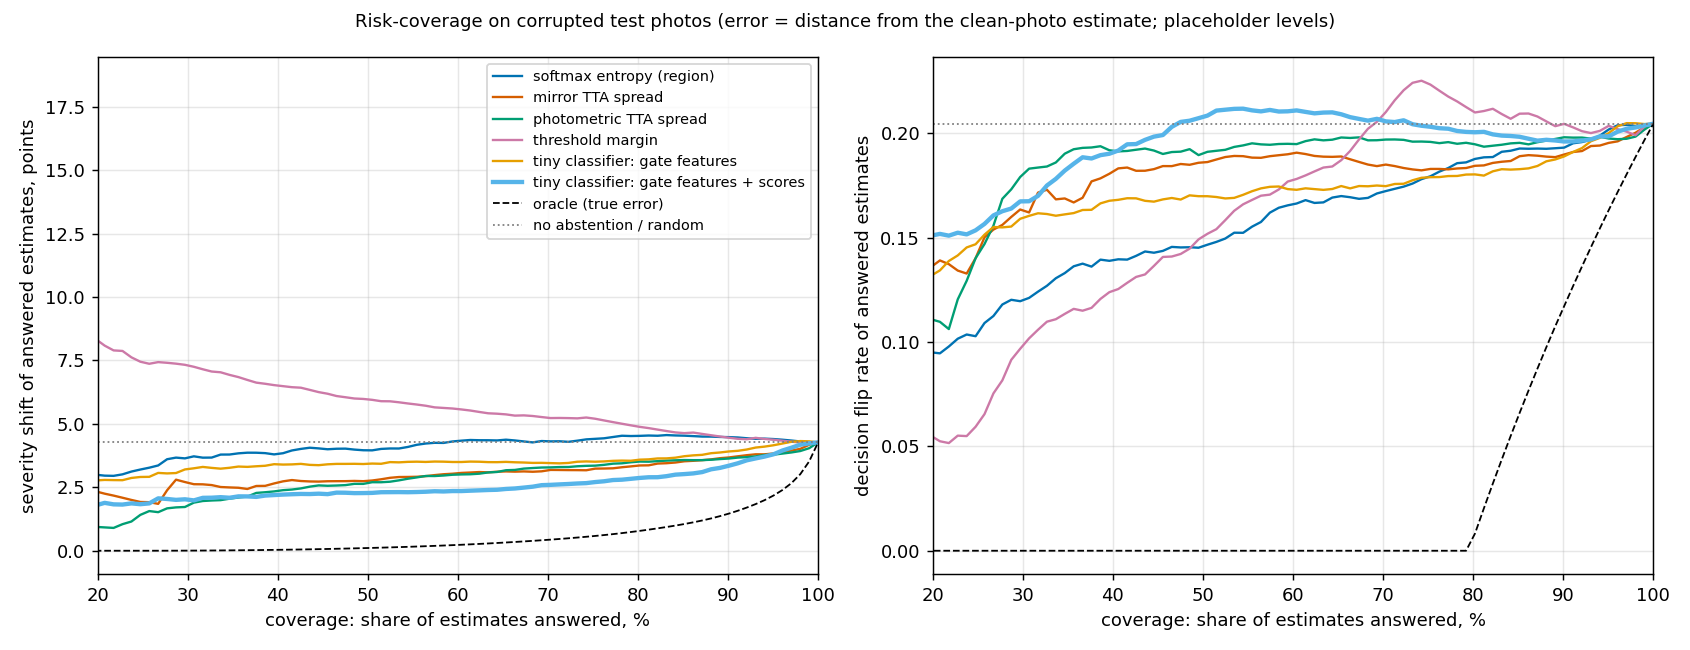 Risk-coverage on corrupted test photos (error = distance from the clean-photo estimate; placeholder levels)
severity shift of answered estimates, points
17.5
15.0
12.5
10.0
7.5
5.0
2.5
0.0
softmax entropy (region)
mirror TTA spread
photometric TTA spread
threshold margin
tiny classifier: gate features
tiny classifier: gate features + scores
oracle (true error)
no abstention / random
20 30 40 50 60 70 80 90 100
coverage: share of estimates answered, %
decision flip rate of answered estimates
0.20
0.15
0.10
0.05
0.00
20 30 40 50 60 70 80 90 100
coverage: share of estimates answered, %